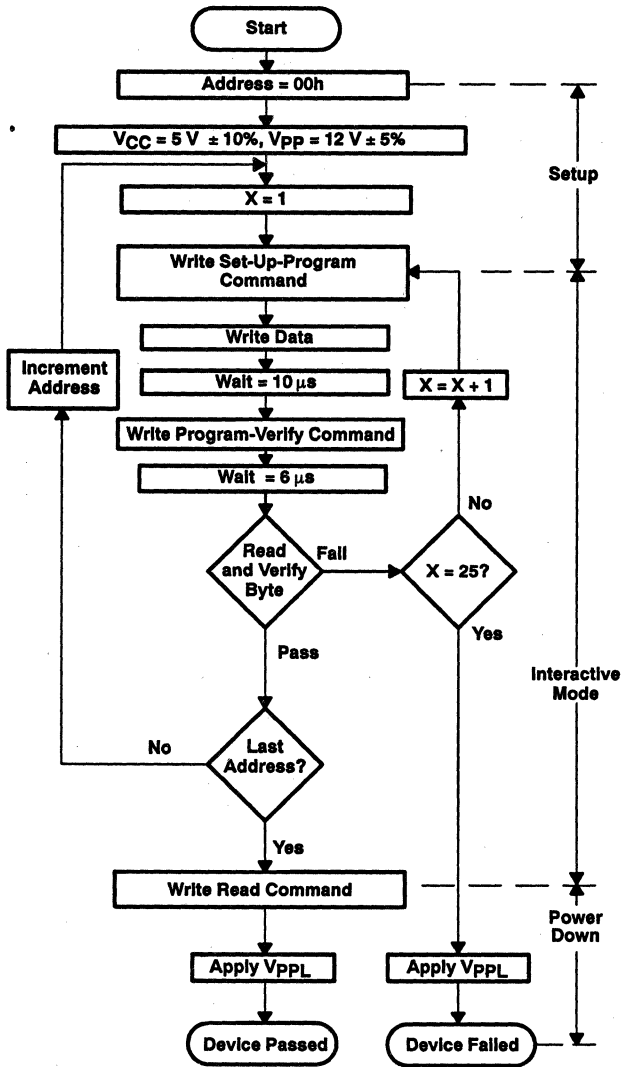 Start
Address = 00h
VCC = 5 V ± 10%, VPP = 12 V ± 5%
Setup
X = 1
Write Set-Up-Program
Command
Write Data
Increment
Address
Wait = 10 µs
X = X + 1
Write Program-Verify Command
Wait = 6 µs
No
Read
and Verify
Byte
Fail
X = 25?
Yes
Pass
Interactive
Mode
No
Last
Address?
Yes
Write Read Command
Power
Down
Apply VPPL
Apply VPPL
Device Passed
Device Failed